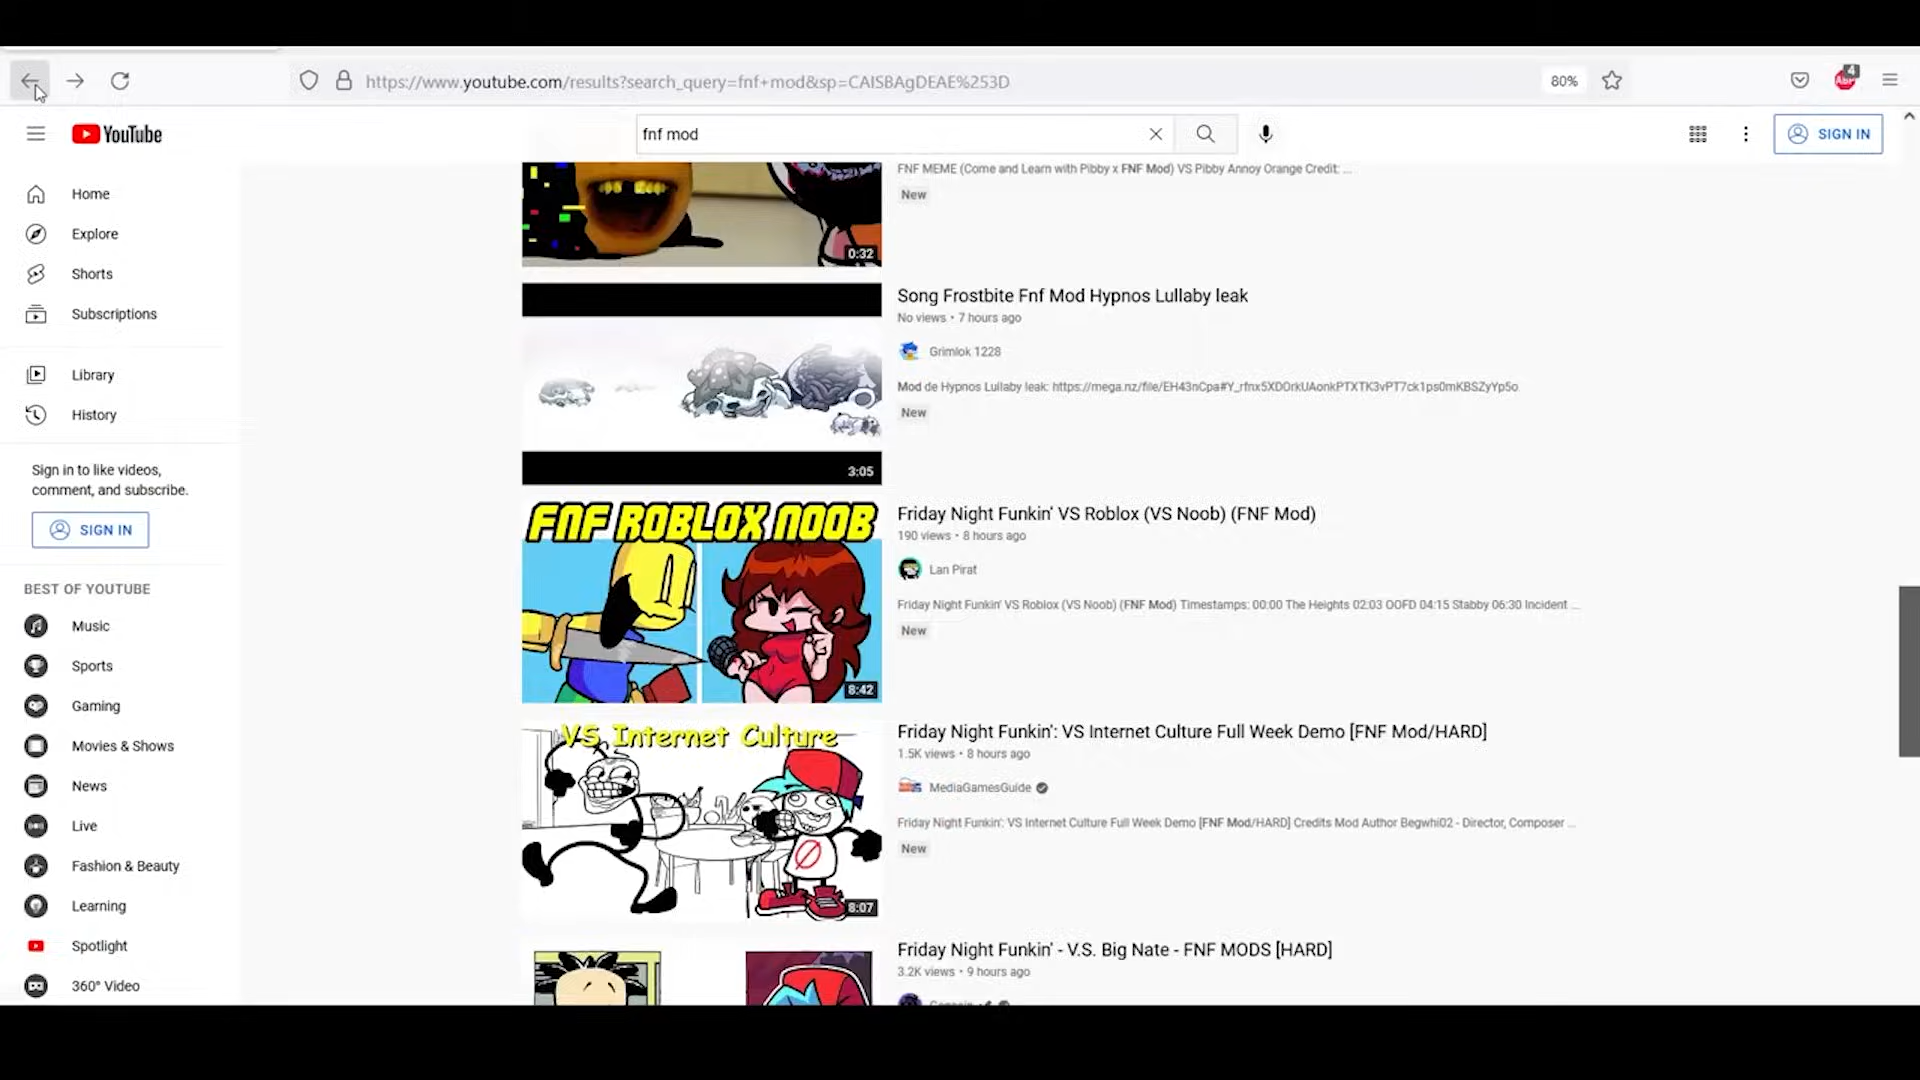 https://www.youtube.com/results?search_query=fnf+mod&sp=CAISBAgDEAE%253D
80%
ABP
4
YouTube
fnf mod
SIGN IN
Home
Explore
Shorts
Subscriptions
Library
History
Sign in to like videos,
comment, and subscribe.
SIGN IN
BEST OF YOUTUBE
Music
Sports
Gaming
Movies & Shows
News
Live
Fashion & Beauty
Learning
Spotlight
360° Video
0:32
FNF MEME (Come and Learn with Pibby x FNF Mod) VS Pibby Annoy Orange Credit: ...
New
3:05
Song Frostbite Fnf Mod Hypnos Lullaby leak
No views • 7 hours ago
Grimlok 1228
Mod de Hypnos Lullaby leak: https://mega.nz/file/EH43nCpa#Y_rfnx5XDOrkUAonkPTXTK3vPT7ck1ps0mKBSZyYp5o
New
FNF ROBLOX NOOB
8:42
Friday Night Funkin' VS Roblox (VS Noob) (FNF Mod)
190 views • 8 hours ago
Lan Pirat
Friday Night Funkin' VS Roblox (VS Noob) (FNF Mod) Timestamps: 00:00 The Heights 02:03 OOFD 04:15 Stabby 06:30 Incident ...
New
VS Internet Culture
8:07
Friday Night Funkin': VS Internet Culture Full Week Demo [FNF Mod/HARD]
1.5K views • 8 hours ago
MediaGamesGuide
Friday Night Funkin': VS Internet Culture Full Week Demo [FNF Mod/HARD] Credits Mod Author Begwhi02 - Director, Composer ...
New
Friday Night Funkin' - V.S. Big Nate - FNF MODS [HARD]
3.2K views • 9 hours ago